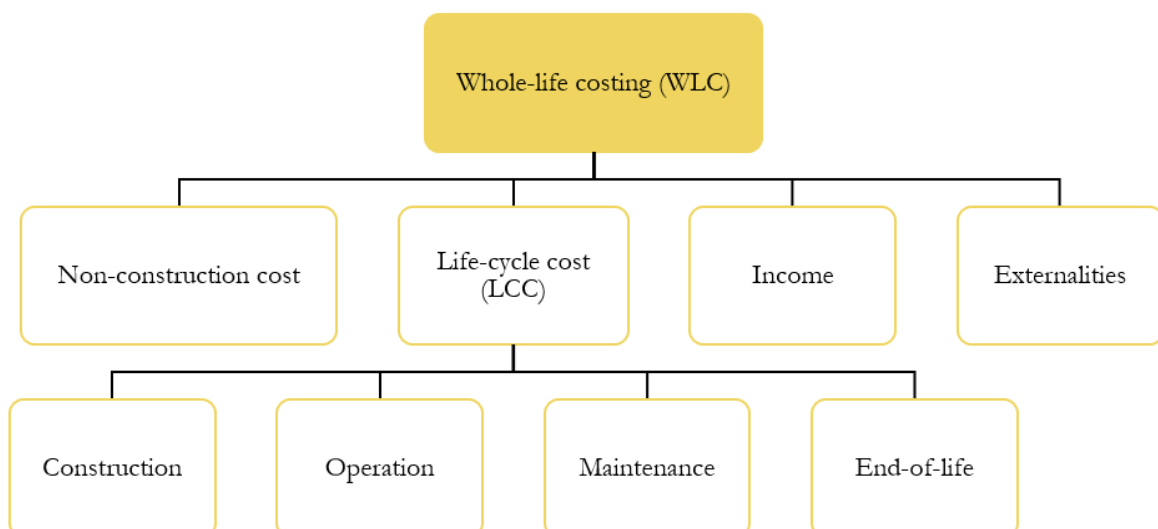 Whole-life costing (WLC)
Non-construction cost
Life-cycle cost
(LCC)
Income
Externalities
Construction
Operation
Maintenance
End-of-life